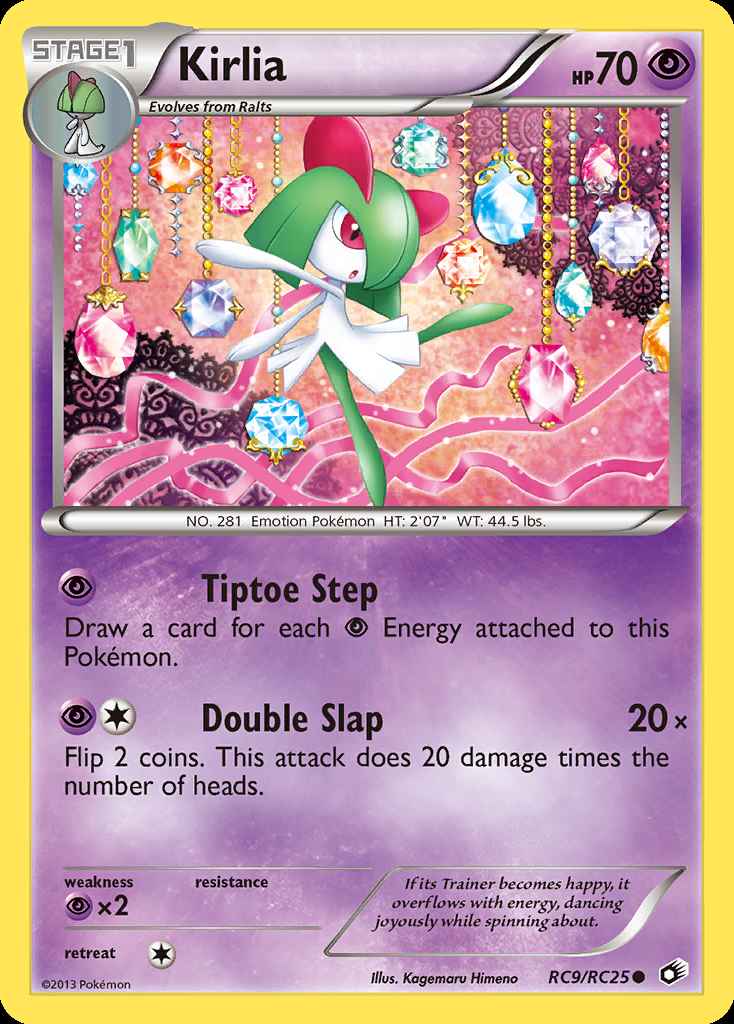 STAGE1
Kirlia
HP70
Evolves from Ralts
NO. 281 Emotion Pokémon HT: 2'07" WT: 44.5 lbs.
Tiptoe Step
Draw a card for each Energy attached to this
Pokémon.
Double Slap 20×
Flip 2 coins. This attack does 20 damage times the
number of heads.
weakness resistance
×2
If its Trainer becomes happy, it
overflows with energy, dancing
joyously while spinning about.
retreat
©2013 Pokémon Illus. Kagemaru Himeno RC9/RC25